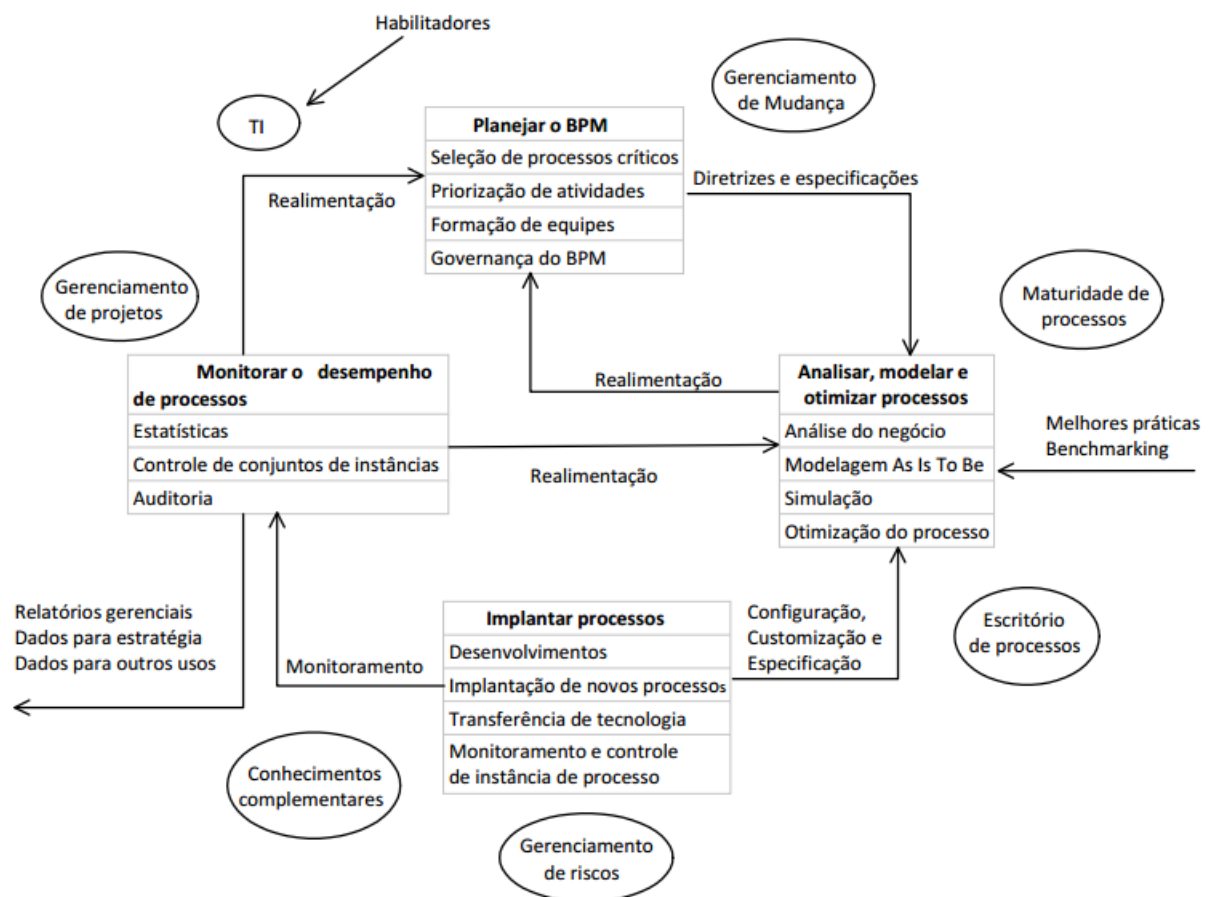 Habilitadores
TI
Gerenciamento
de Mudança
Planejar o BPM
Seleção de processos críticos
Priorização de atividades
Formação de equipes
Governança do BPM
Realimentação
Diretrizes e especificações
Gerenciamento
de projetos
Maturidade de
processos
Monitorar o desempenho
de processos
Estatísticas
Controle de conjuntos de instâncias
Auditoria
Realimentação
Realimentação
Analisar, modelar e
otimizar processos
Análise do negócio
Modelagem As Is To Be
Simulação
Otimização do processo
Melhores práticas
Benchmarking
Relatórios gerenciais
Dados para estratégia
Dados para outros usos
Monitoramento
Implantar processos
Desenvolvimentos
Implantação de novos processos
Transferência de tecnologia
Monitoramento e controle
de instância de processo
Configuração,
Customização e
Especificação
Escritório
de processos
Conhecimentos
complementares
Gerenciamento
de riscos